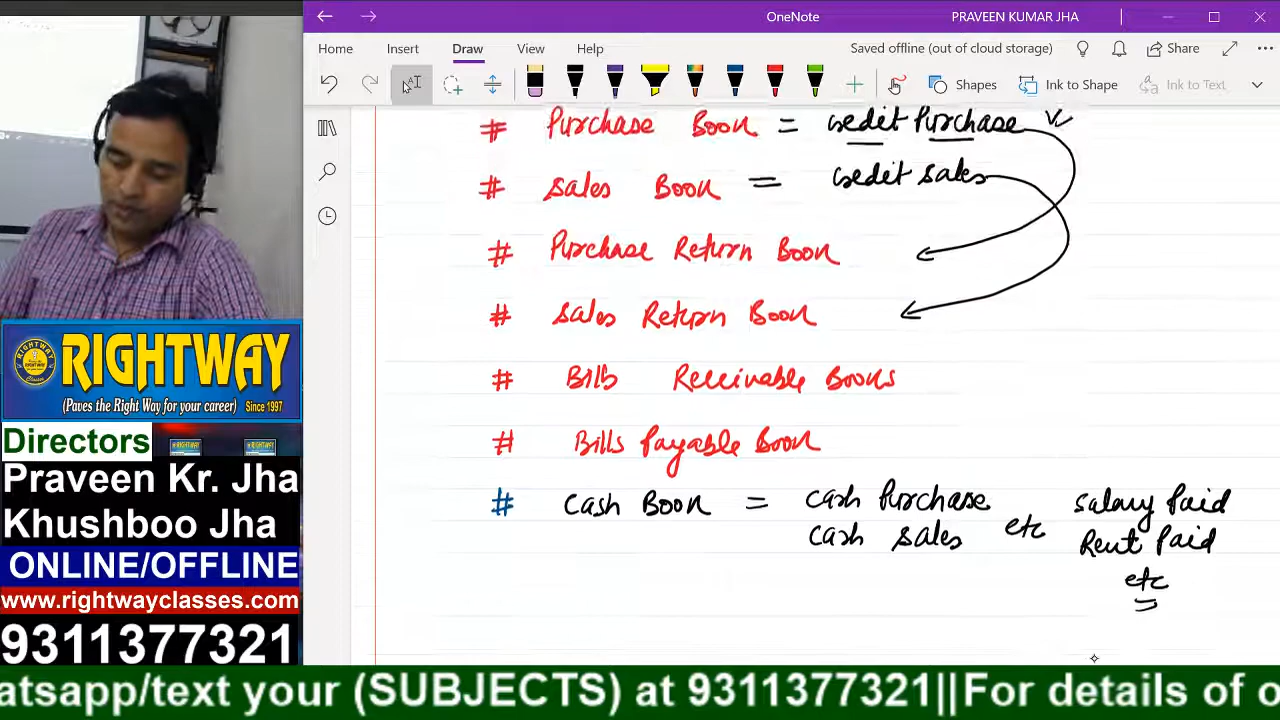 OneNote
PRAVEEN KUMAR JHA
Home Insert Draw View Help
Saved offline (out of cloud storage)
Share
Shapes
Ink to Shape
Ink to Text
# Purchase Book = credit Purchase
# Sales Book = credit sales
# Purchase Return Book
# Sales Return Book
# Bills Receivable Books
# Bills Payable Book
# Cash Book = cash Purchase
cash sales etc
Salary Paid
Rent Paid
etc
RIGHTWAY
(Paves the Right Way for your career) Since 1997
Directors
Praveen Kr. Jha
Khushboo Jha
ONLINE/OFFLINE
www.rightwayclasses.com
9311377321
atsapp/text your (SUBJECTS) at 9311377321||For details of o